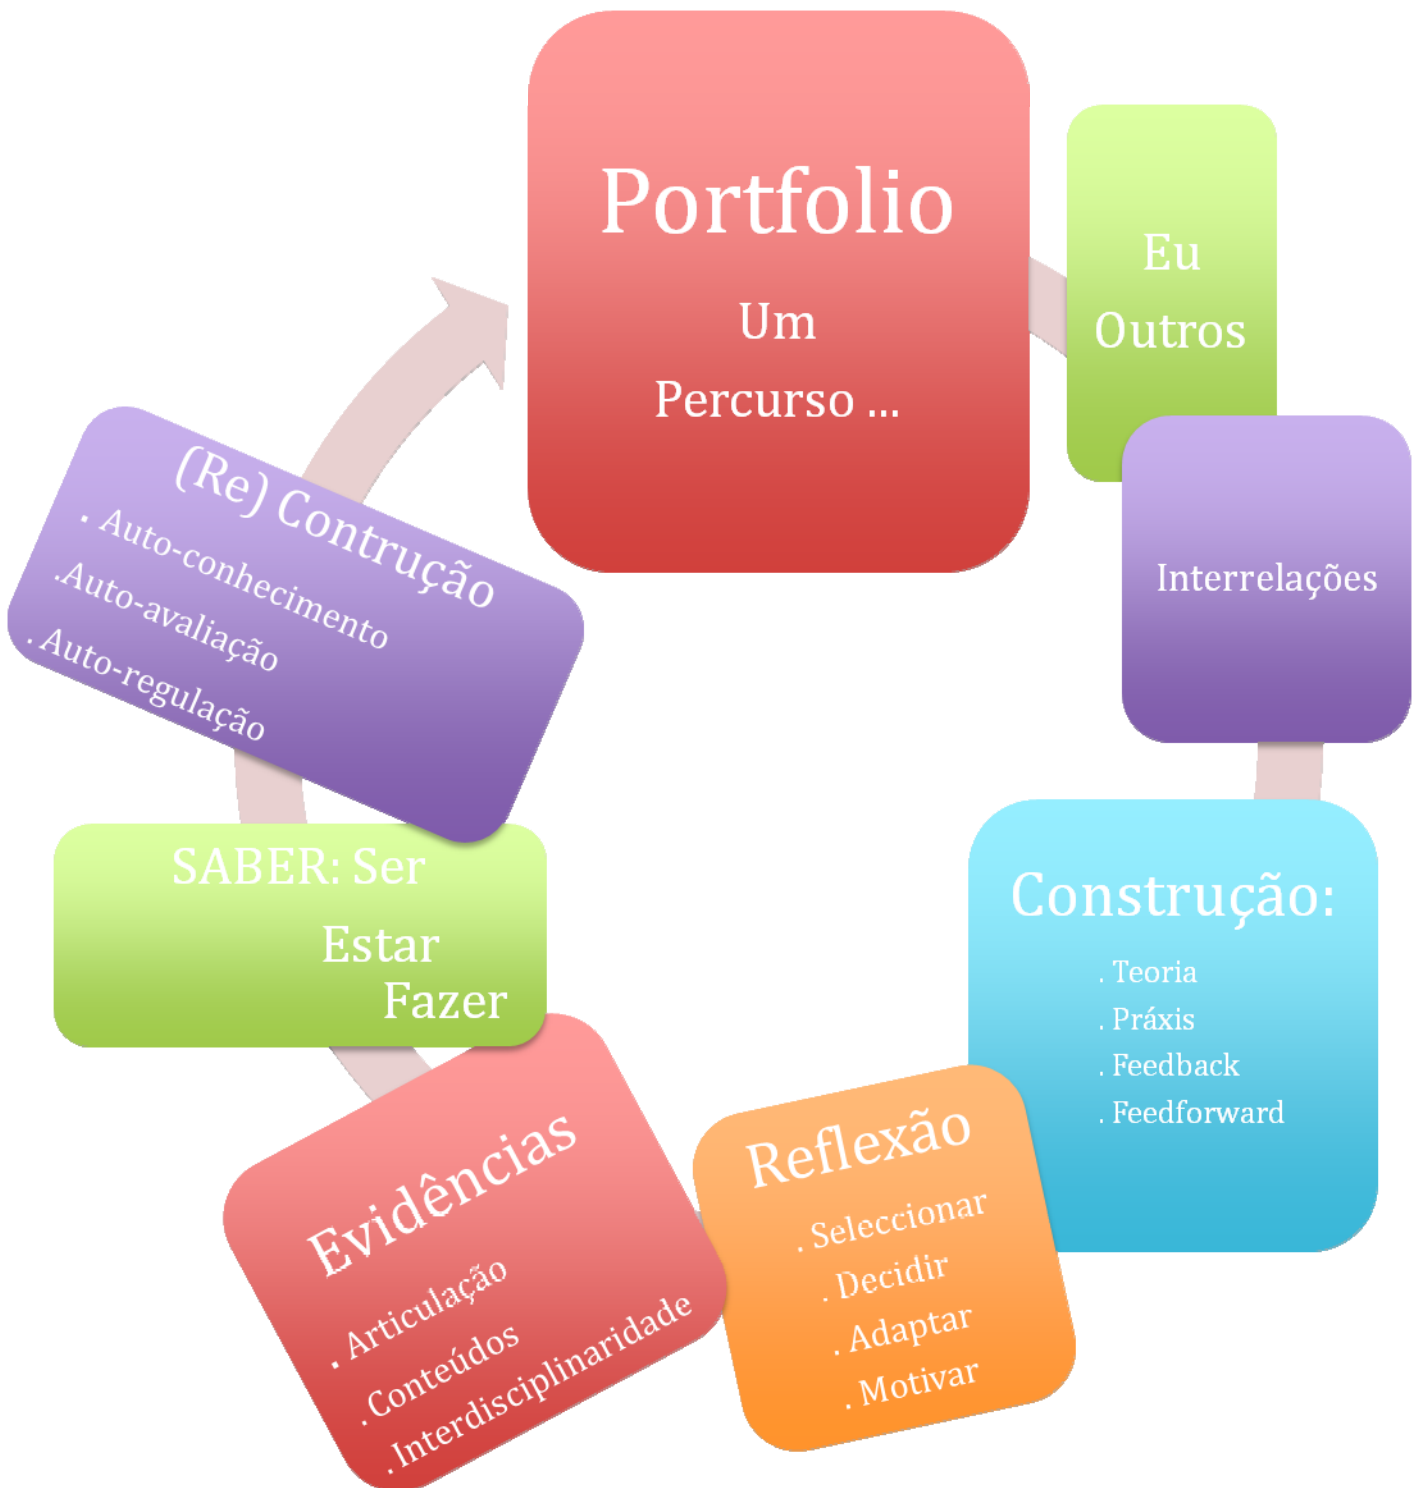 Portfolio
Um
Percurso ...
Eu
Outros
Interrelações
Construção:
. Teoria
. Práxis
. Feedback
. Feedforward
Reflexão
. Seleccionar
. Decidir
. Adaptar
. Motivar
Evidências
. Articulação
.Conteúdos
.Interdisciplinaridade
SABER: Ser
Estar
Fazer
(Re) Contrução
. Auto-conhecimento
.Auto-avaliação
. Auto-regulação